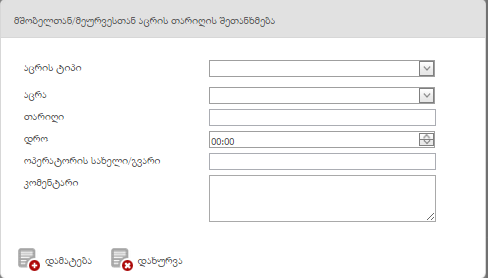 მშობელთან/მეურვესთან აცრის თარიღის შეთანხმება
აცრის ტიპი
აცრა
თარიღი
დრო
00:00
ოპერატორის სახელი/გვარი
კომენტარი
დამატება
დახურვა